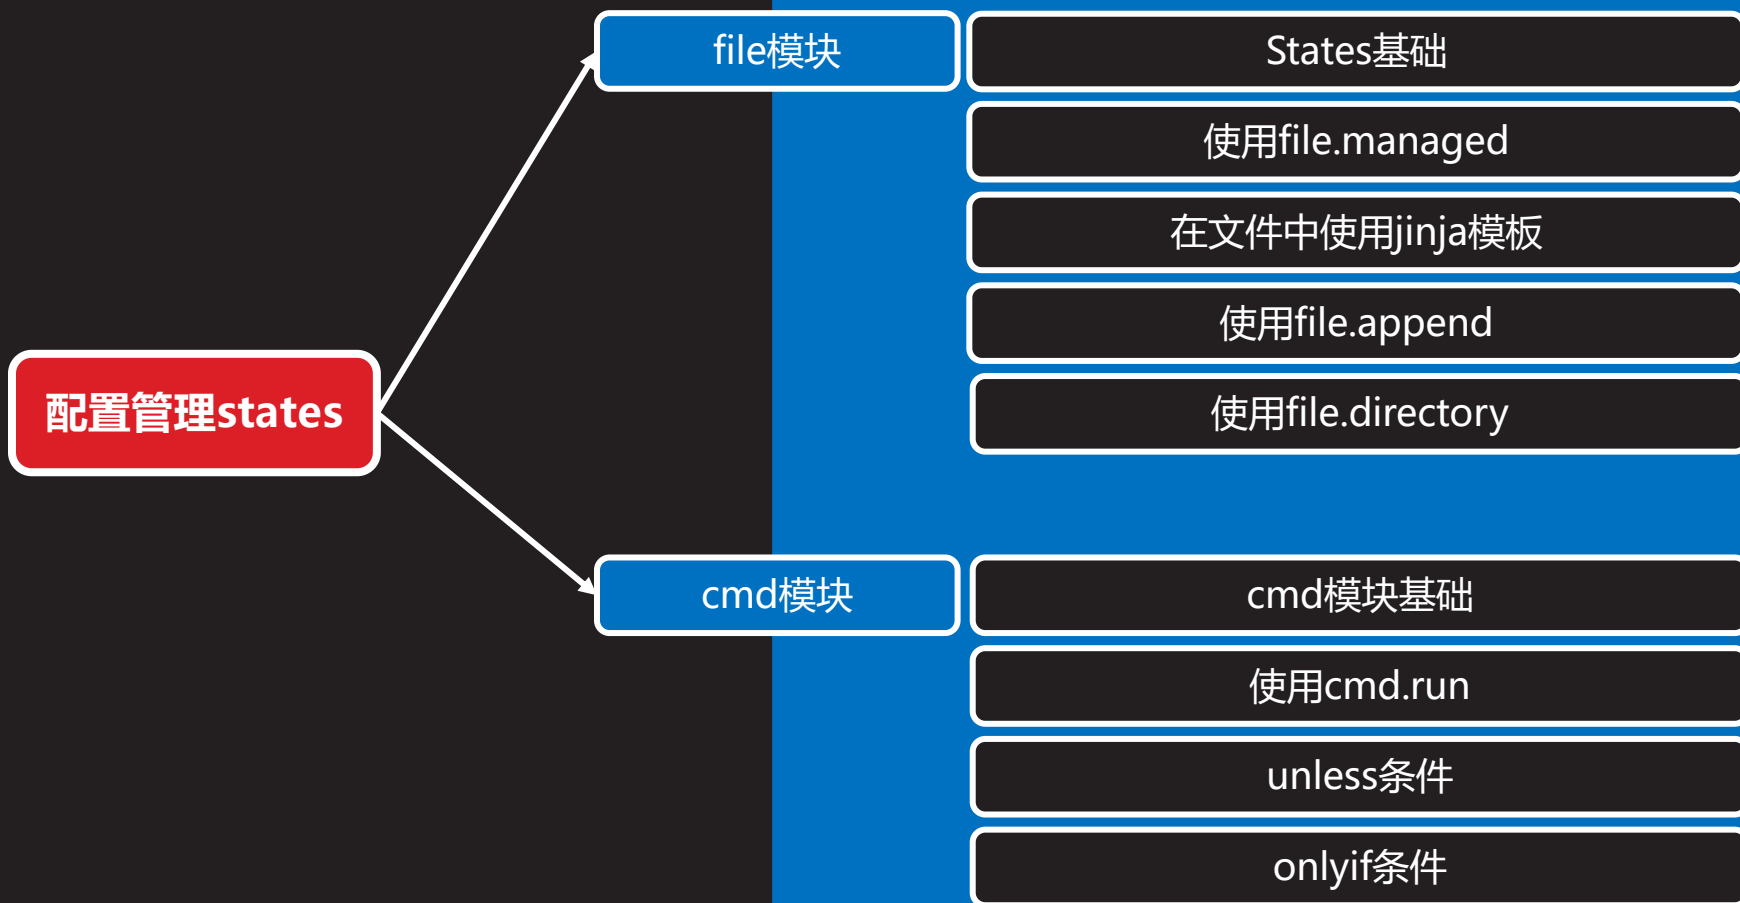 配置管理states
file模块
States基础
使用file.managed
在文件中使用jinja模板
使用file.append
使用file.directory
cmd模块
cmd模块基础
使用cmd.run
unless条件
onlyif条件